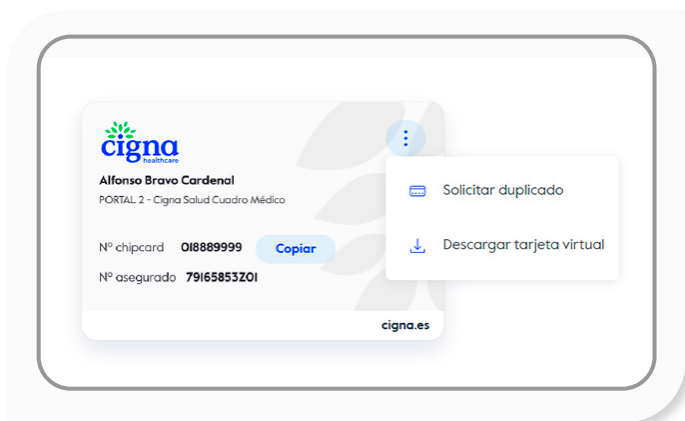 cigna
healthcare
Alfonso Bravo Cardenal
PORTAL 2 - Cigna Salud Cuadro Médico
Nº chipcard 018889999 Copiar
Nº asegurado 79165853Z01
cigna.es
Solicitar duplicado
Descargar tarjeta virtual